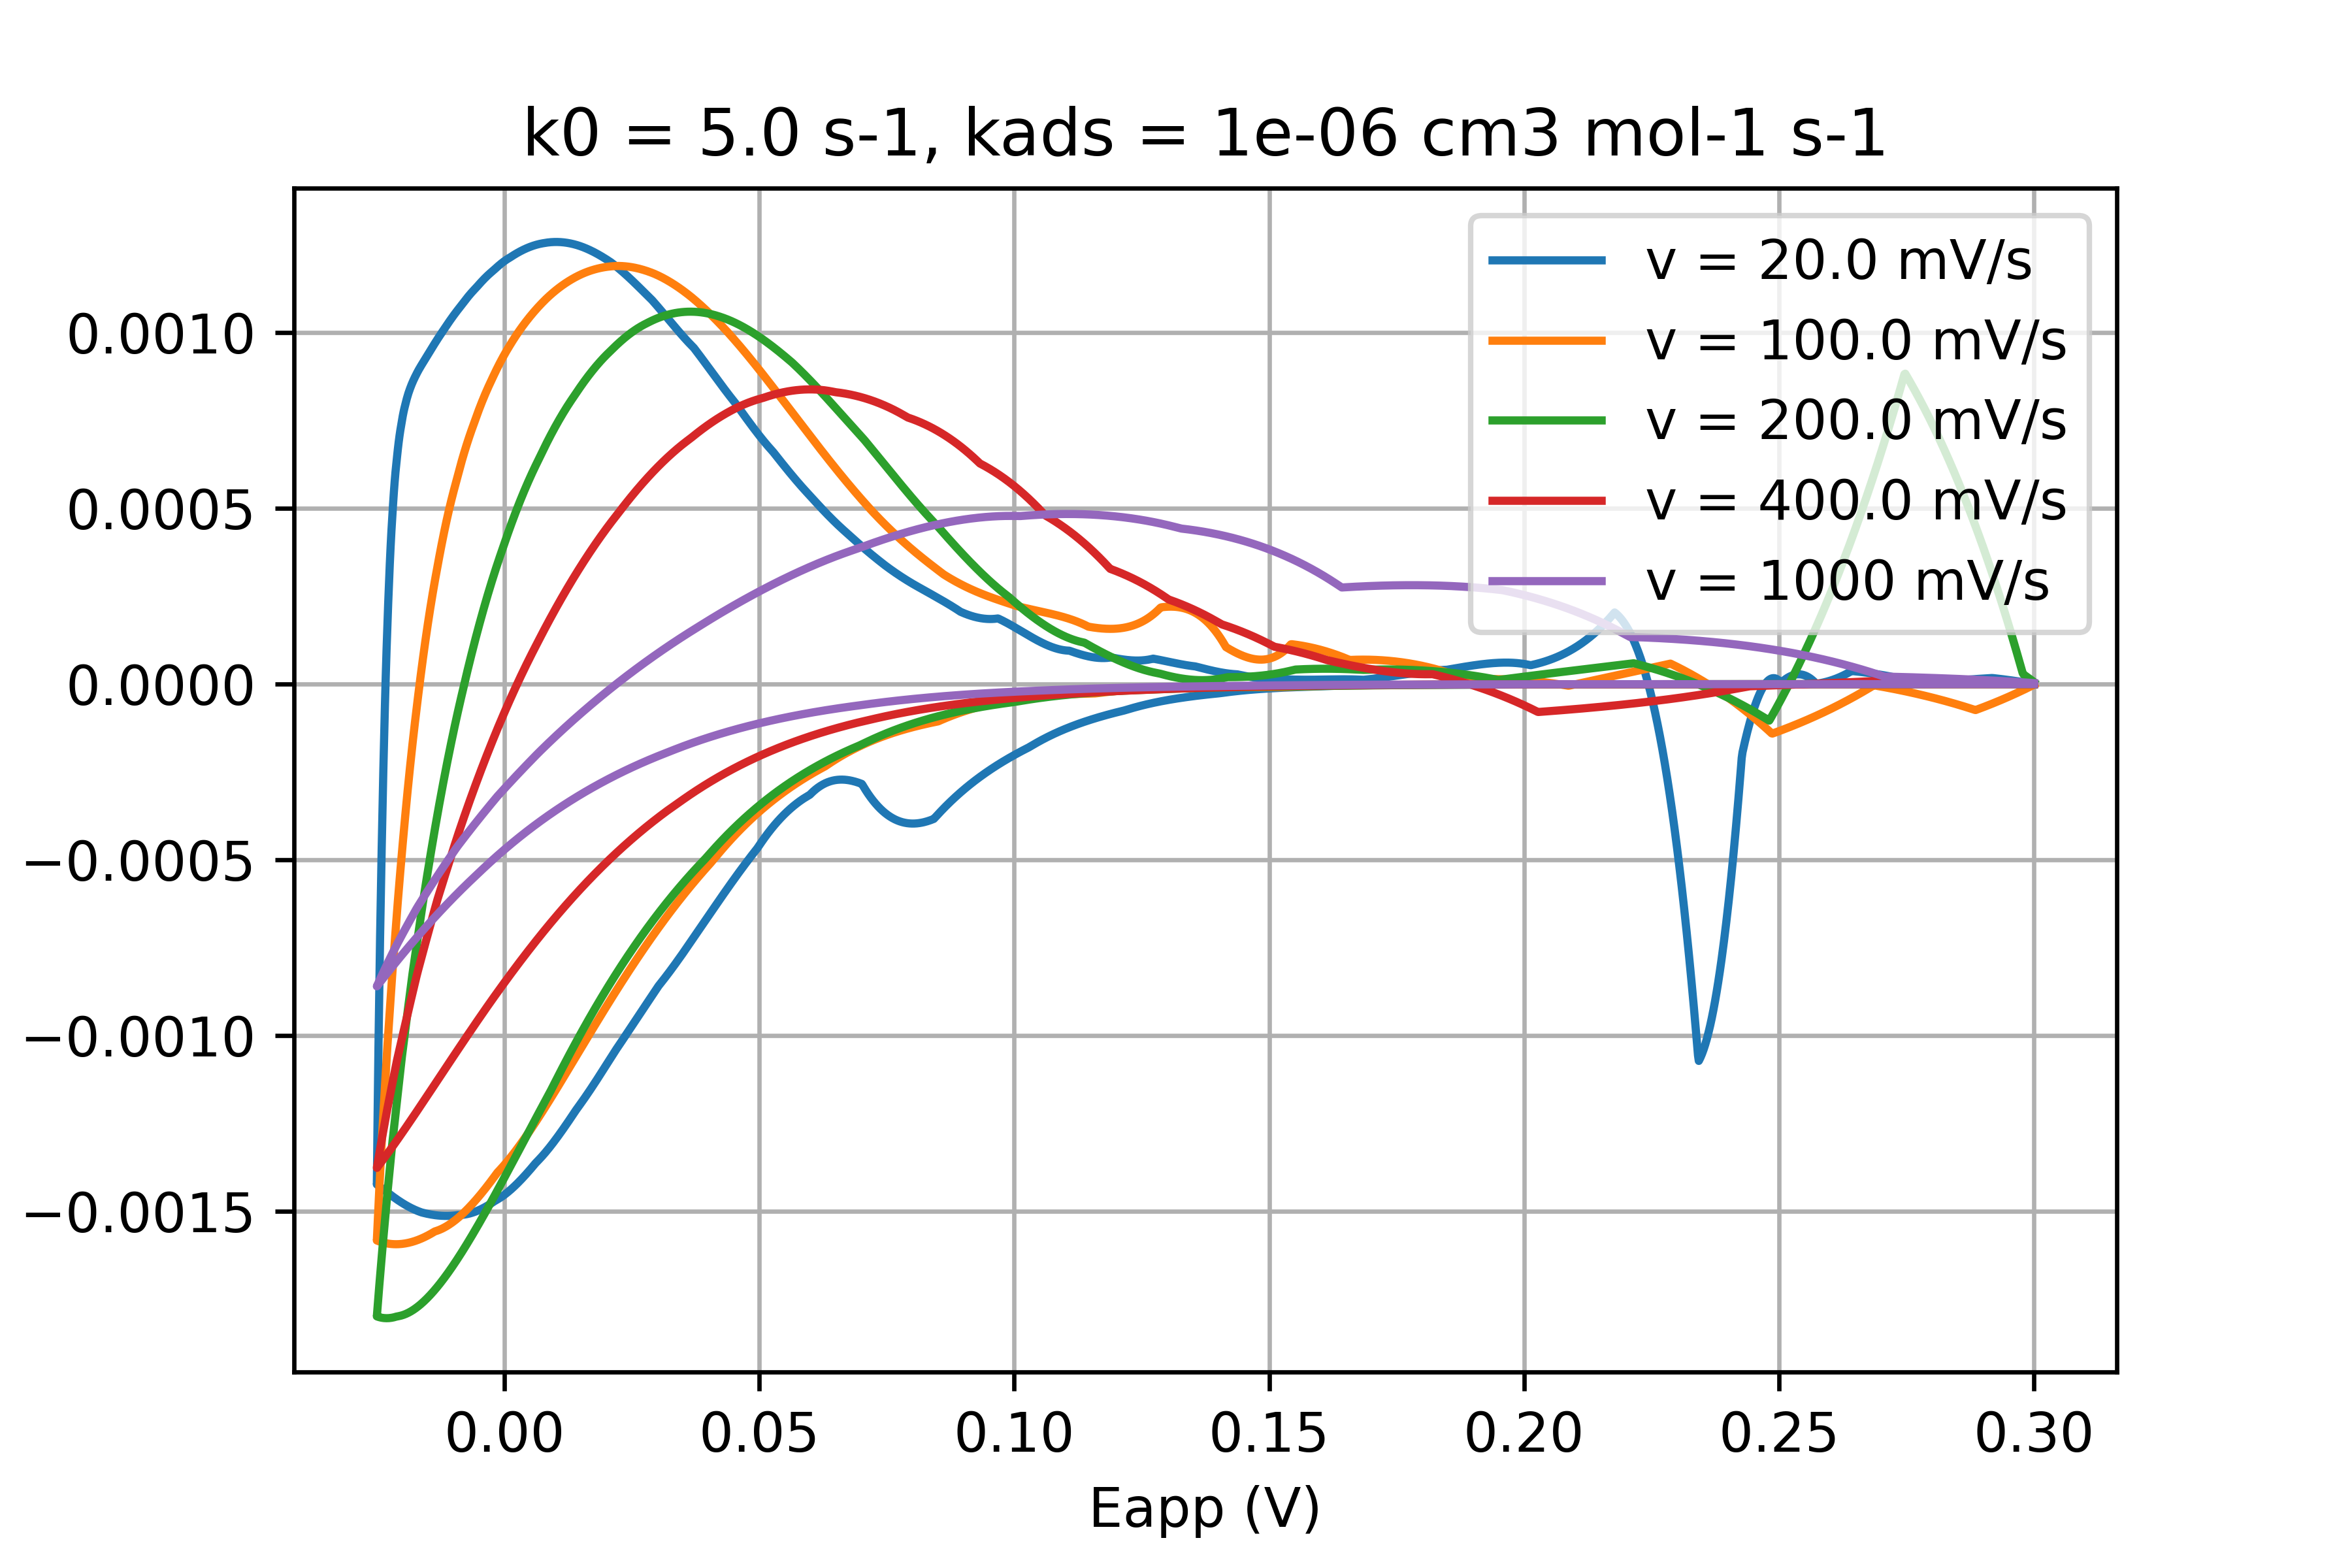 k0 = 5.0 s-1, kads = 1e-06 cm3 mol-1 s-1
v = 20.0 mV/s
v = 100.0 mV/s
v = 200.0 mV/s
v = 400.0 mV/s
v = 1000 mV/s
0.0010
0.0005
0.0000
−0.0005
−0.0010
−0.0015
0.00 0.05 0.10 0.15 0.20 0.25 0.30
Eapp (V)